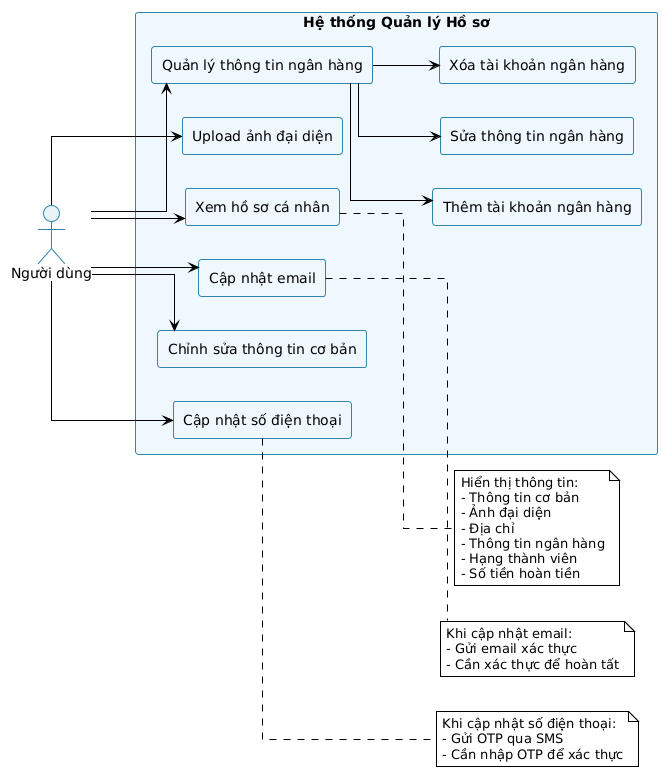 Hệ thống Quản lý Hồ sơ
Quản lý thông tin ngân hàng
Xóa tài khoản ngân hàng
Upload ảnh đại diện
Sửa thông tin ngân hàng
Xem hồ sơ cá nhân
Thêm tài khoản ngân hàng
Người dùng
Cập nhật email
Chỉnh sửa thông tin cơ bản
Cập nhật số điện thoại
Hiển thị thông tin:
- Thông tin cơ bản
- Ảnh đại diện
- Địa chỉ
- Thông tin ngân hàng
- Hạng thành viên
- Số tiền hoàn tiền
Khi cập nhật email:
- Gửi email xác thực
- Cần xác thực để hoàn tất
Khi cập nhật số điện thoại:
- Gửi OTP qua SMS
- Cần nhập OTP để xác thực